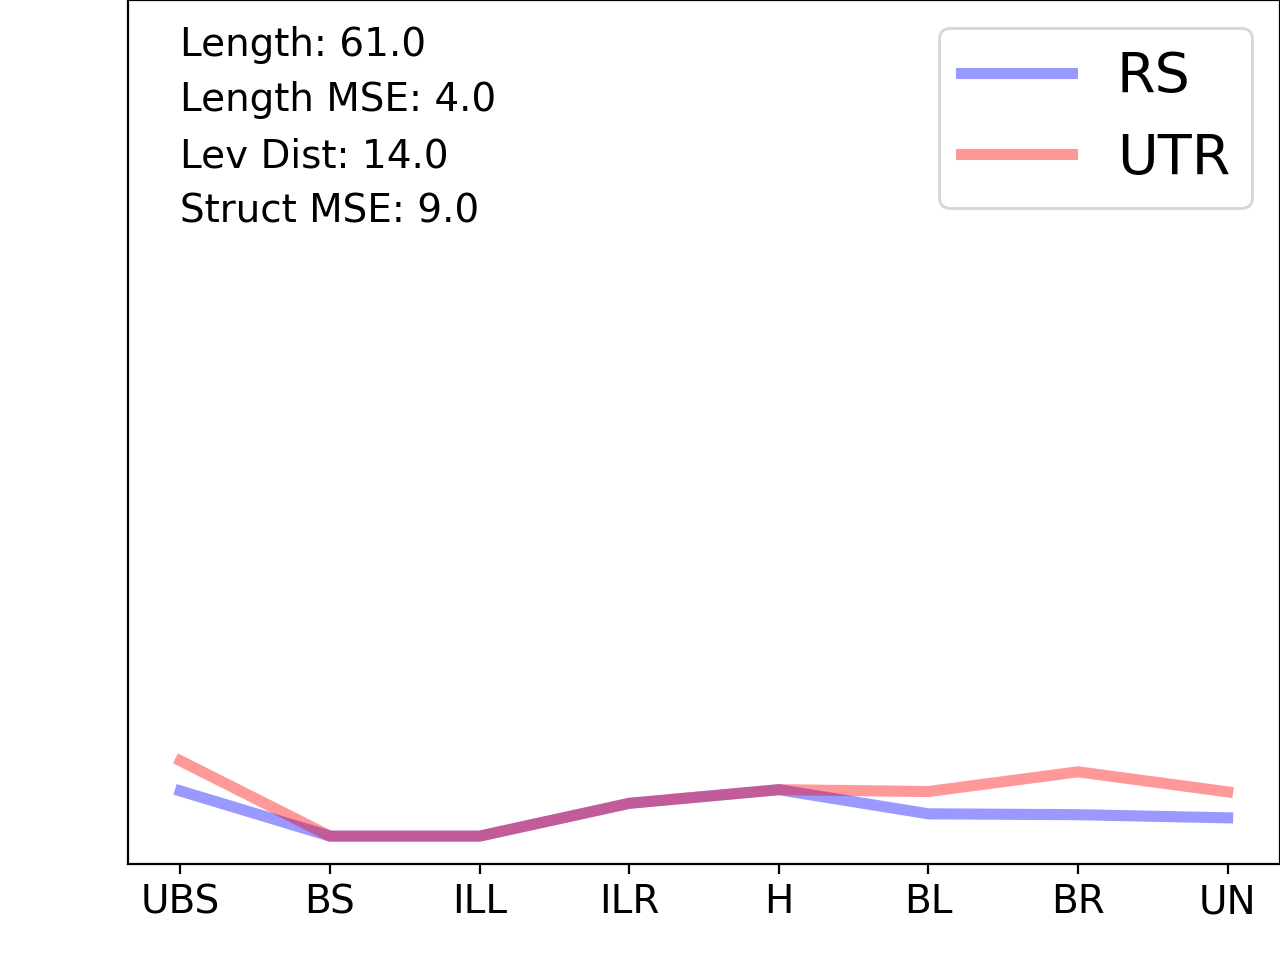 Length: 61.0
Length MSE: 4.0
Lev Dist: 14.0
Struct MSE: 9.0
RS
UTR
UBS BS ILL ILR H BL BR UN